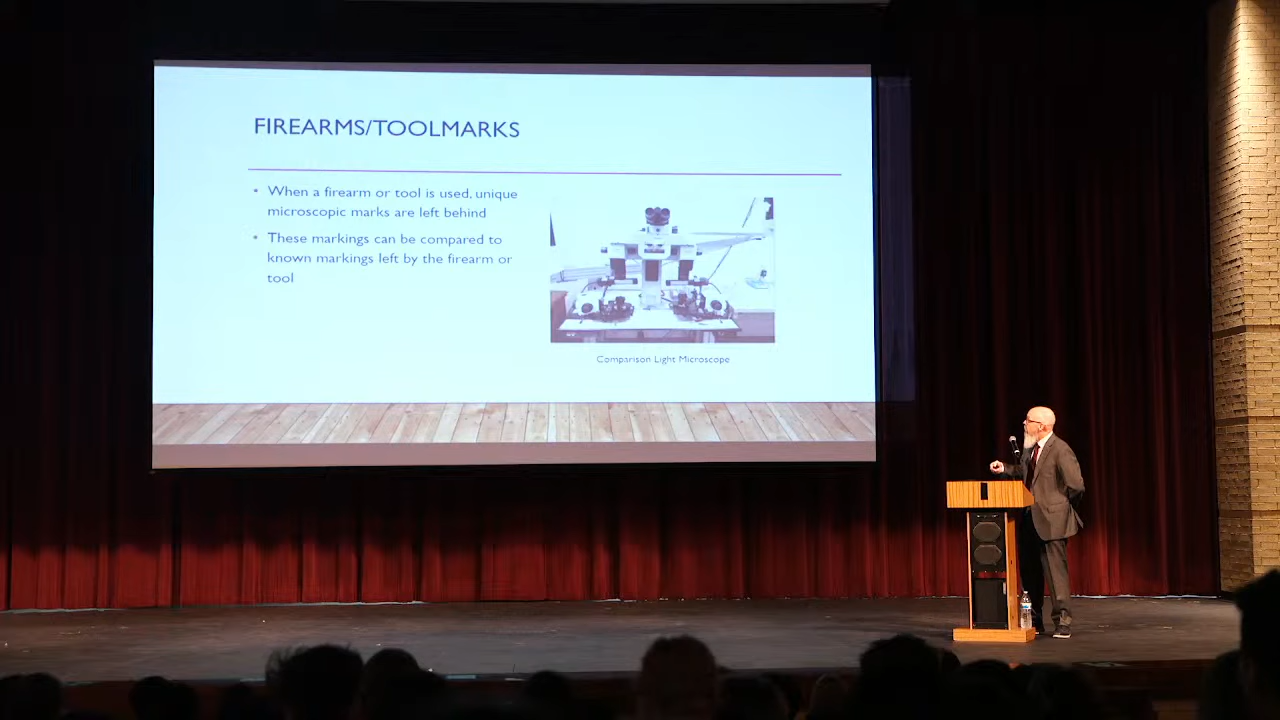 FIREARMS/TOOLMARKS
• When a firearm or tool is used, unique
microscopic marks are left behind
• These markings can be compared to
known markings left by the firearm or
tool
Comparison Light Microscope